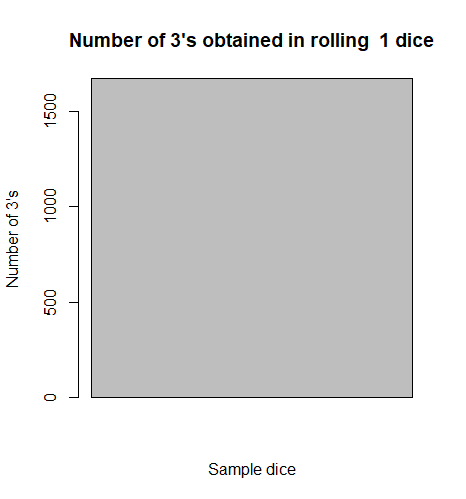 Number of 3's obtained in rolling  1 dice
Number of 3's
1500
1000
500
0
Sample dice